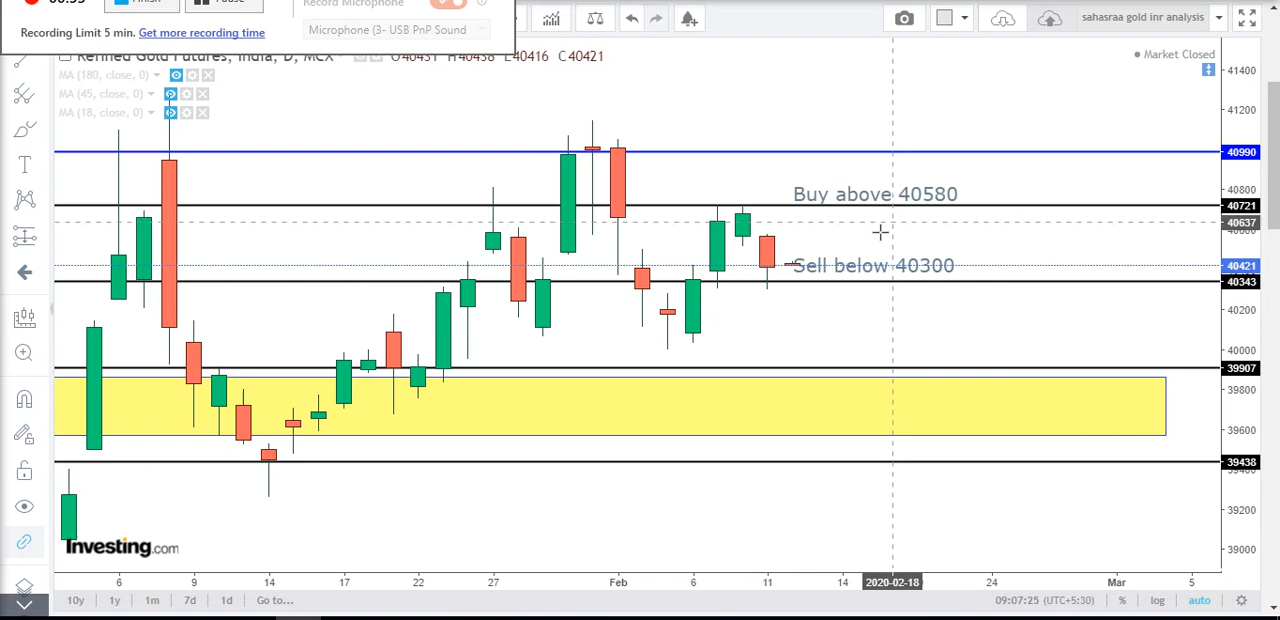 00:35
Finish
Pause
Record Microphone
Recording Limit 5 min. Get more recording time
Microphone (3- USB PnP Sound
sahasraa gold inr analysis
Refined Gold Futures, India, D, MCX
O40431 H40438 L40416 C40421
Market Closed
MA (180, close, 0)
MA (45, close, 0)
MA (18, close, 0)
Buy above 40580
Sell below 40300
41400
41200
40990
40800
40721
40637
40600
40421
40343
40200
40000
39907
39800
39600
39438
39200
39000
Investing.com
6 9 14 17 22 27 Feb 6 11 14 2020-02-18 24 Mar 5
10y 1y 1m 7d 1d Go to... 09:07:25 (UTC+5:30) % log auto